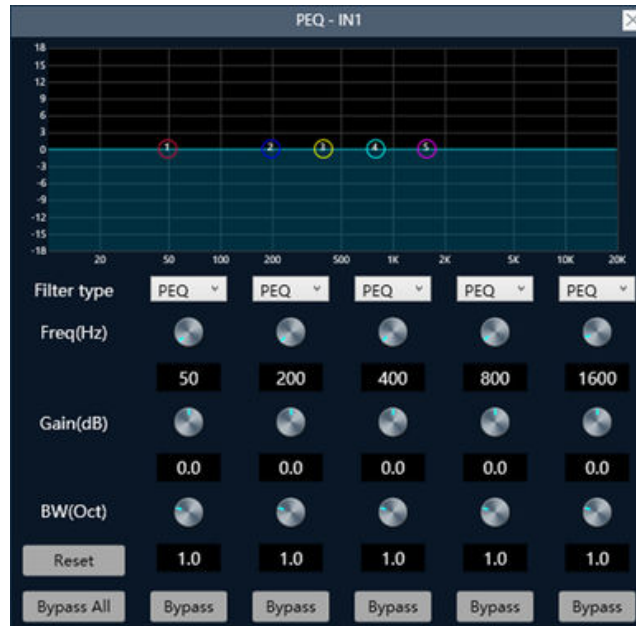 PEQ - IN1
18
15
12
9
6
3
0
-3
-6
-9
-12
-15
-18
1 2 3 4 5
20 50 100 200 500 1K 2K 5K 10K 20K
Filter type PEQ PEQ PEQ PEQ PEQ
Freq(Hz)
50 200 400 800 1600
Gain(dB)
0.0 0.0 0.0 0.0 0.0
BW(Oct)
Reset 1.0 1.0 1.0 1.0 1.0
Bypass All Bypass Bypass Bypass Bypass Bypass